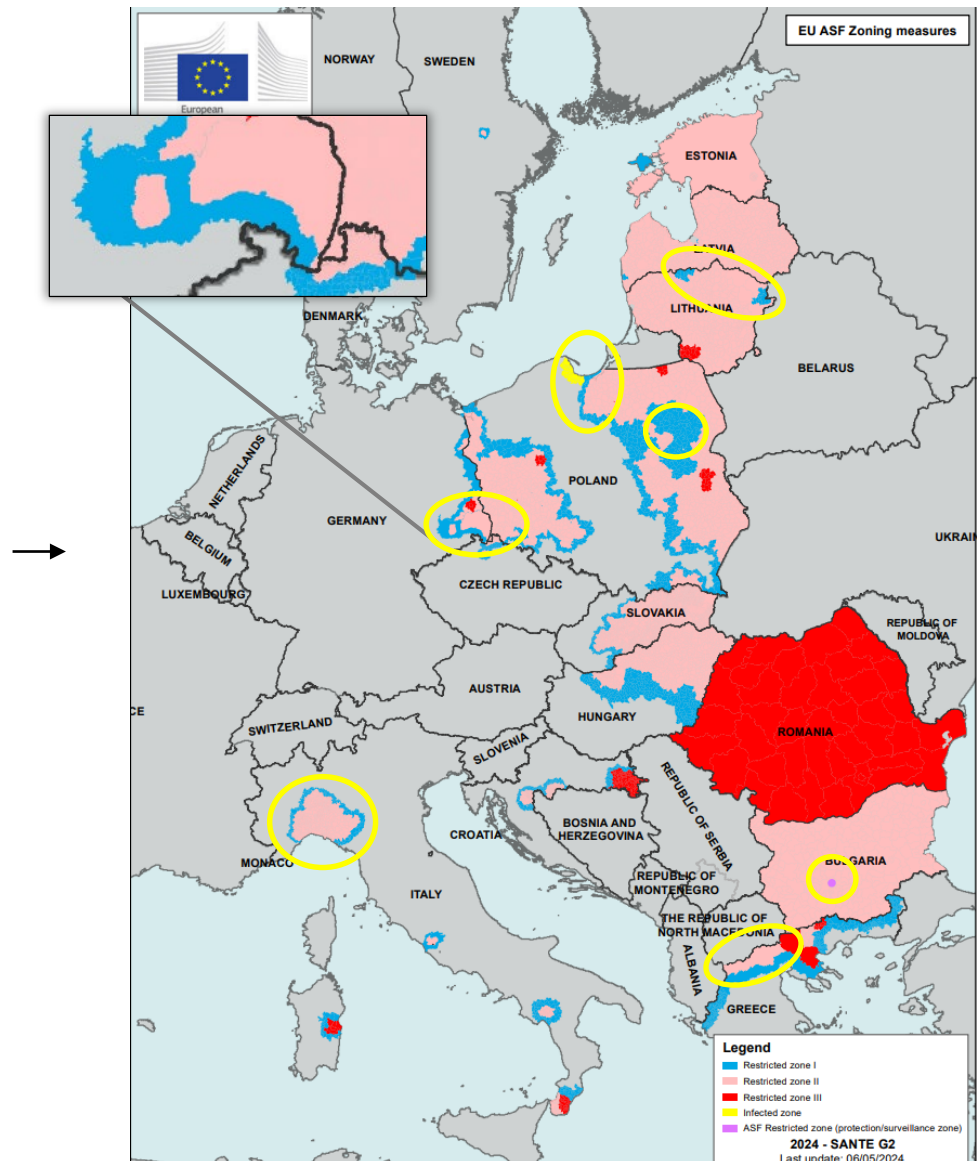 EU ASF Zoning measures
NORWAY
SWEDEN
European
ESTONIA
LATVIA
LITHUANIA
DENMARK
BELARUS
NETHERLANDS
POLAND
GERMANY
BELGIUM
UKRAIN
LUXEMBOURG
CZECH REPUBLIC
SLOVAKIA
REPUBLIC OF
MOLDOVA
AUSTRIA
HUNGARY
CE
SWITZERLAND
SLOVENIA
ROMANIA
REPUBLIC OF SERBIA
BOSNIA AND
HERZEGOVINA
CROATIA
MONACO
BULGARIA
REPUBLIC OF
MONTENEGRO
ITALY
THE REPUBLIC OF
NORTH MACEDONIA
ALBANIA
GREECE
Legend
Restricted zone I
Restricted zone II
Restricted zone III
Infected zone
ASF Restricted zone (protection/surveillance zone)
2024 - SANTE G2
Last update: 06/05/2024